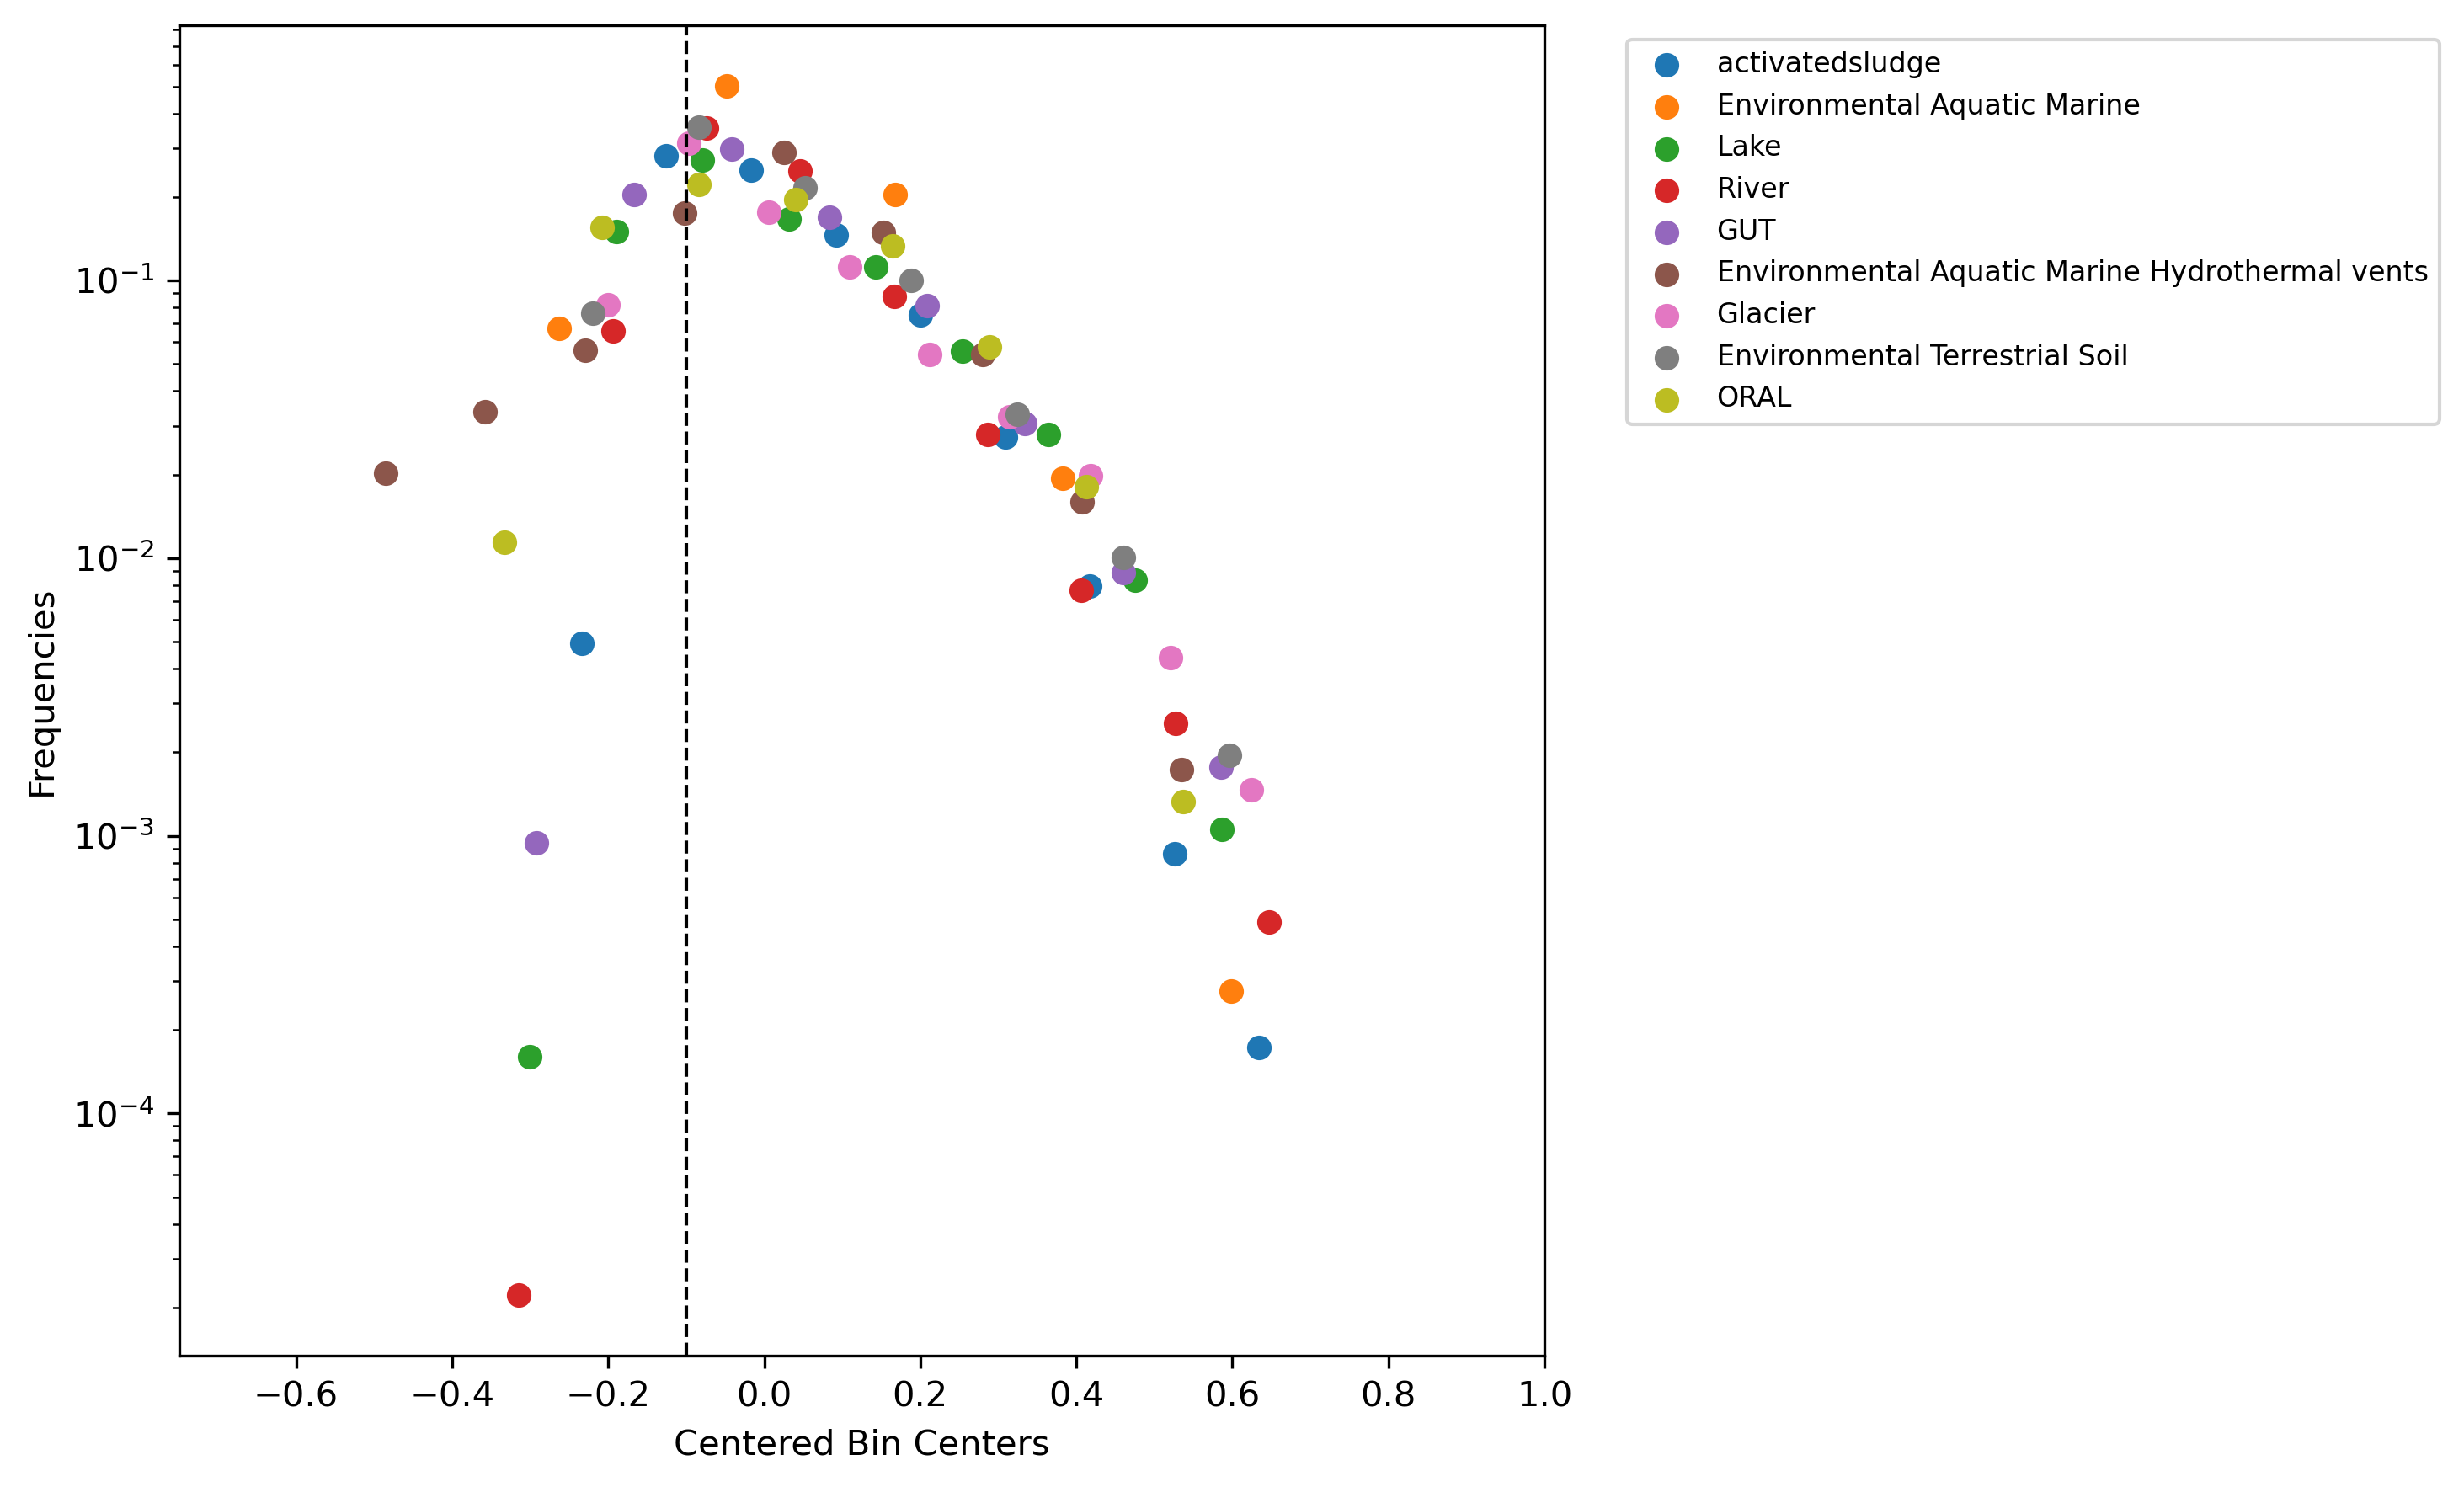 activatedsludge
Environmental Aquatic Marine
Lake
River
GUT
Environmental Aquatic Marine Hydrothermal vents
Glacier
Environmental Terrestrial Soil
ORAL
10⁻¹
10⁻²
10⁻³
10⁻⁴
Frequencies
−0.6 −0.4 −0.2 0.0 0.2 0.4 0.6 0.8 1.0
Centered Bin Centers